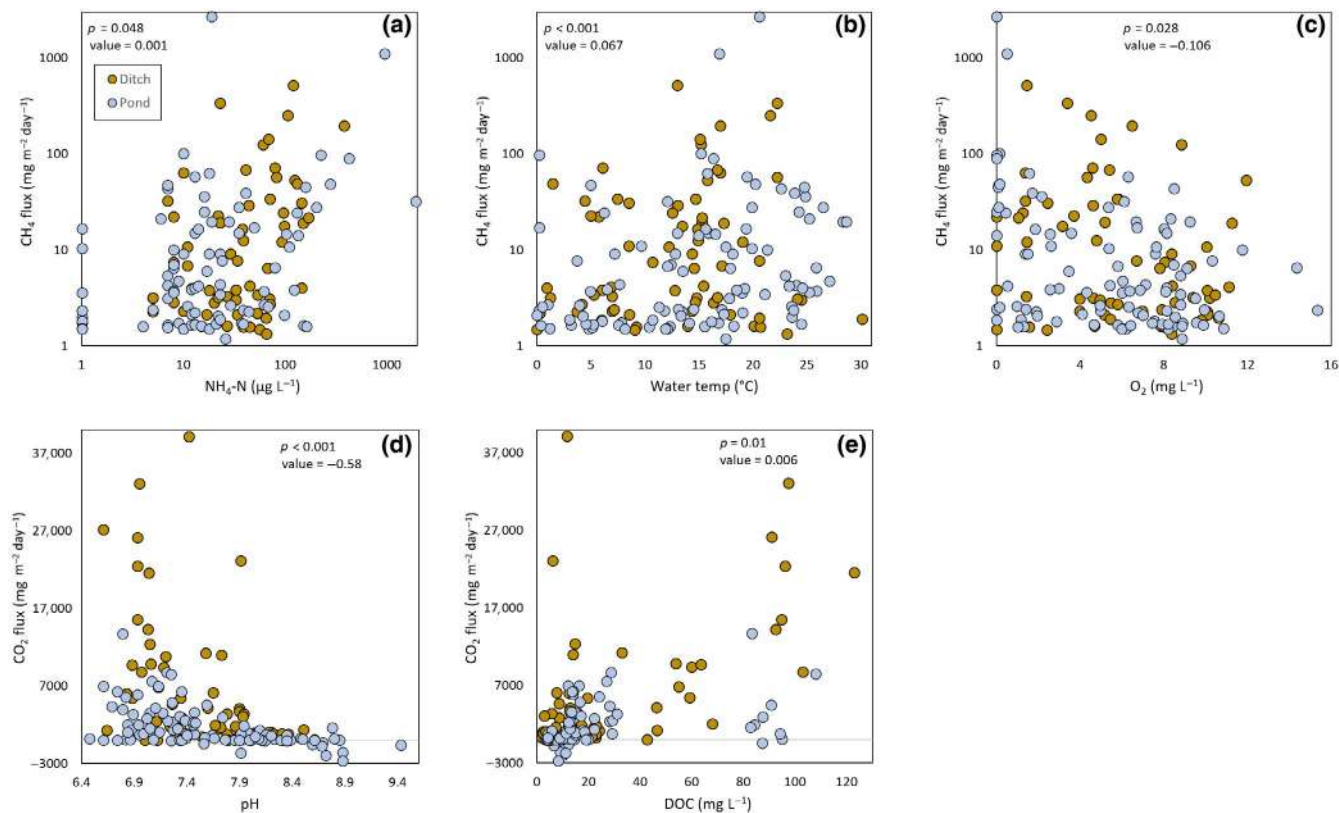 (a)
p = 0.048
value = 0.001
Ditch
Pond
CH₄ flux (mg m⁻² day⁻¹)
1000
100
10
1
1 10 100 1000
NH₄-N (µg L⁻¹)
(b)
p < 0.001
value = 0.067
CH₄ flux (mg m⁻² day⁻¹)
1000
100
10
1
0 5 10 15 20 25 30
Water temp (°C)
(c)
p = 0.028
value = −0.106
CH₄ flux (mg m⁻² day⁻¹)
1000
100
10
1
0 4 8 12 16
O₂ (mg L⁻¹)
(d)
p < 0.001
value = −0.58
CO₂ flux (mg m⁻² day⁻¹)
37,000
27,000
17,000
7000
−3000
6.4 6.9 7.4 7.9 8.4 8.9 9.4
pH
(e)
p = 0.01
value = 0.006
CO₂ flux (mg m⁻² day⁻¹)
37,000
27,000
17,000
7000
−3000
0 20 40 60 80 100 120
DOC (mg L⁻¹)